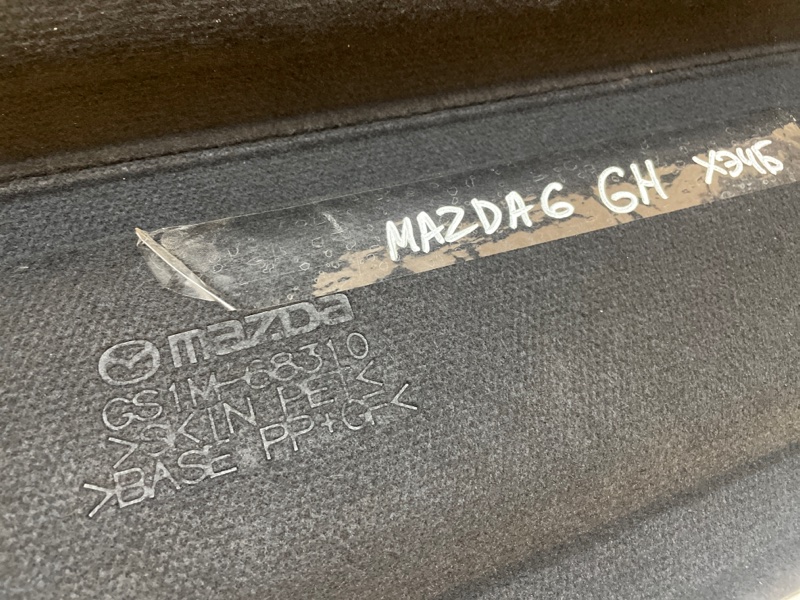 MAZDA6 GH ХЭЧБ
mazda
GS1M-68310
>SKIN PET<
>BASE PP+GF<